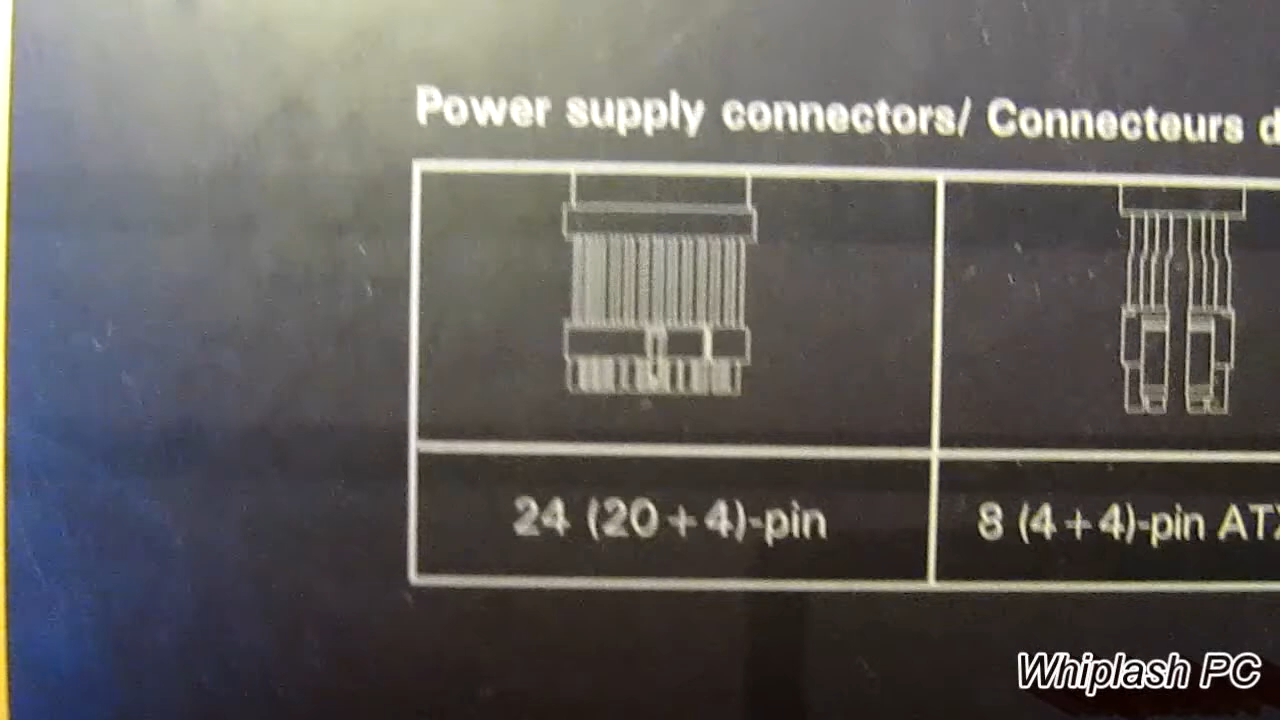 Power supply connectors/ Connecteurs d
24 (20+4)-pin
8 (4+4)-pin AT
Whiplash PC